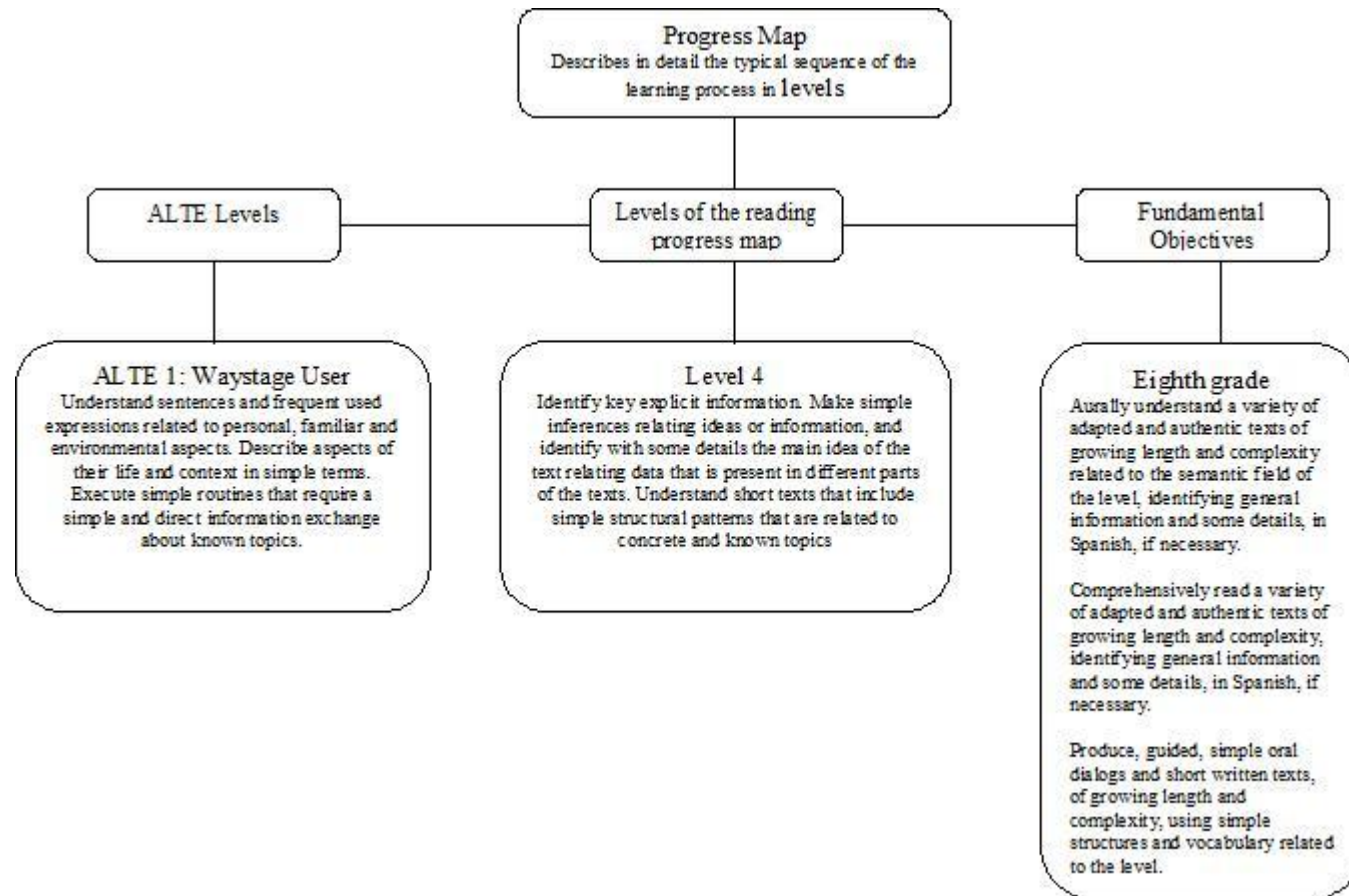 Progress Map
Describes in detail the typical sequence of the
learning process in levels
ALTE Levels
Levels of the reading
progress map
Fundamental
Objectives
ALTE 1: Waystage User
Understand sentences and frequent used
expressions related to personal, familiar and
environmental aspects. Describe aspects of
their life and context in simple terms.
Execute simple routines that require a
simple and direct information exchange
about known topics.
Level 4
Identify key explicit information. Make simple
inferences relating ideas or information, and
identify with some details the main idea of the
text relating data that is present in different parts
of the texts. Understand short texts that include
simple structural patterns that are related to
concrete and known topics
Eighth grade
Aurally understand a variety of
adapted and authentic texts of
growing length and complexity
related to the semantic field of
the level, identifying general
information and some details, in
Spanish, if necessary.
Comprehensively read a variety
of adapted and authentic texts of
growing length and complexity,
identifying general information
and some details, in Spanish, if
necessary.
Produce, guided, simple oral
dialogs and short written texts,
of growing length and
complexity, using simple
structures and vocabulary related
to the level.